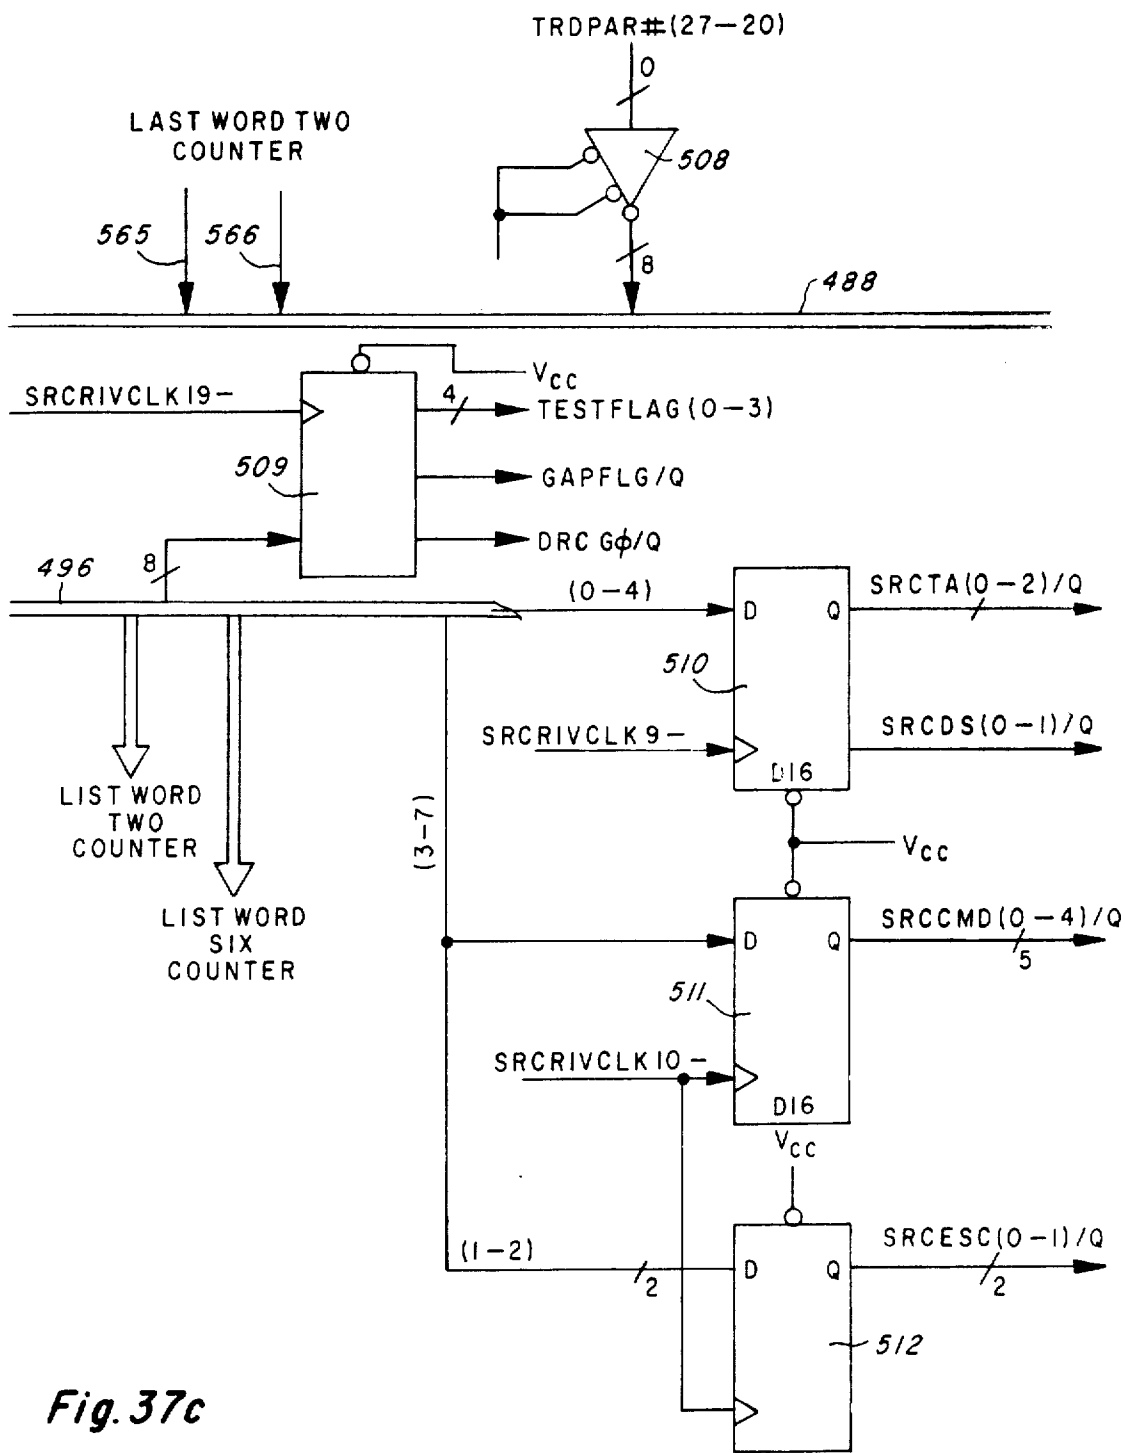 TRDPAR#(27-20)
0
LAST WORD TWO
COUNTER
508
565
566
8
488
VCC
SRCRIVCLK19-
4
TESTFLAG(0-3)
509
GAPFLG/Q
8
DRC Gϕ/Q
496
(0-4)
D
Q
SRCTA(0-2)/Q
510
SRCRIVCLK9-
SRCDS(0-1)/Q
D16
LIST WORD
TWO
COUNTER
(3-7)
VCC
LIST WORD
SIX
COUNTER
D
Q
SRCCMD(0-4)/Q
5
511
SRCRIVCLK10-
D16
VCC
(1-2)
2
D
Q
SRCESC(0-1)/Q
2
512
Fig. 37c